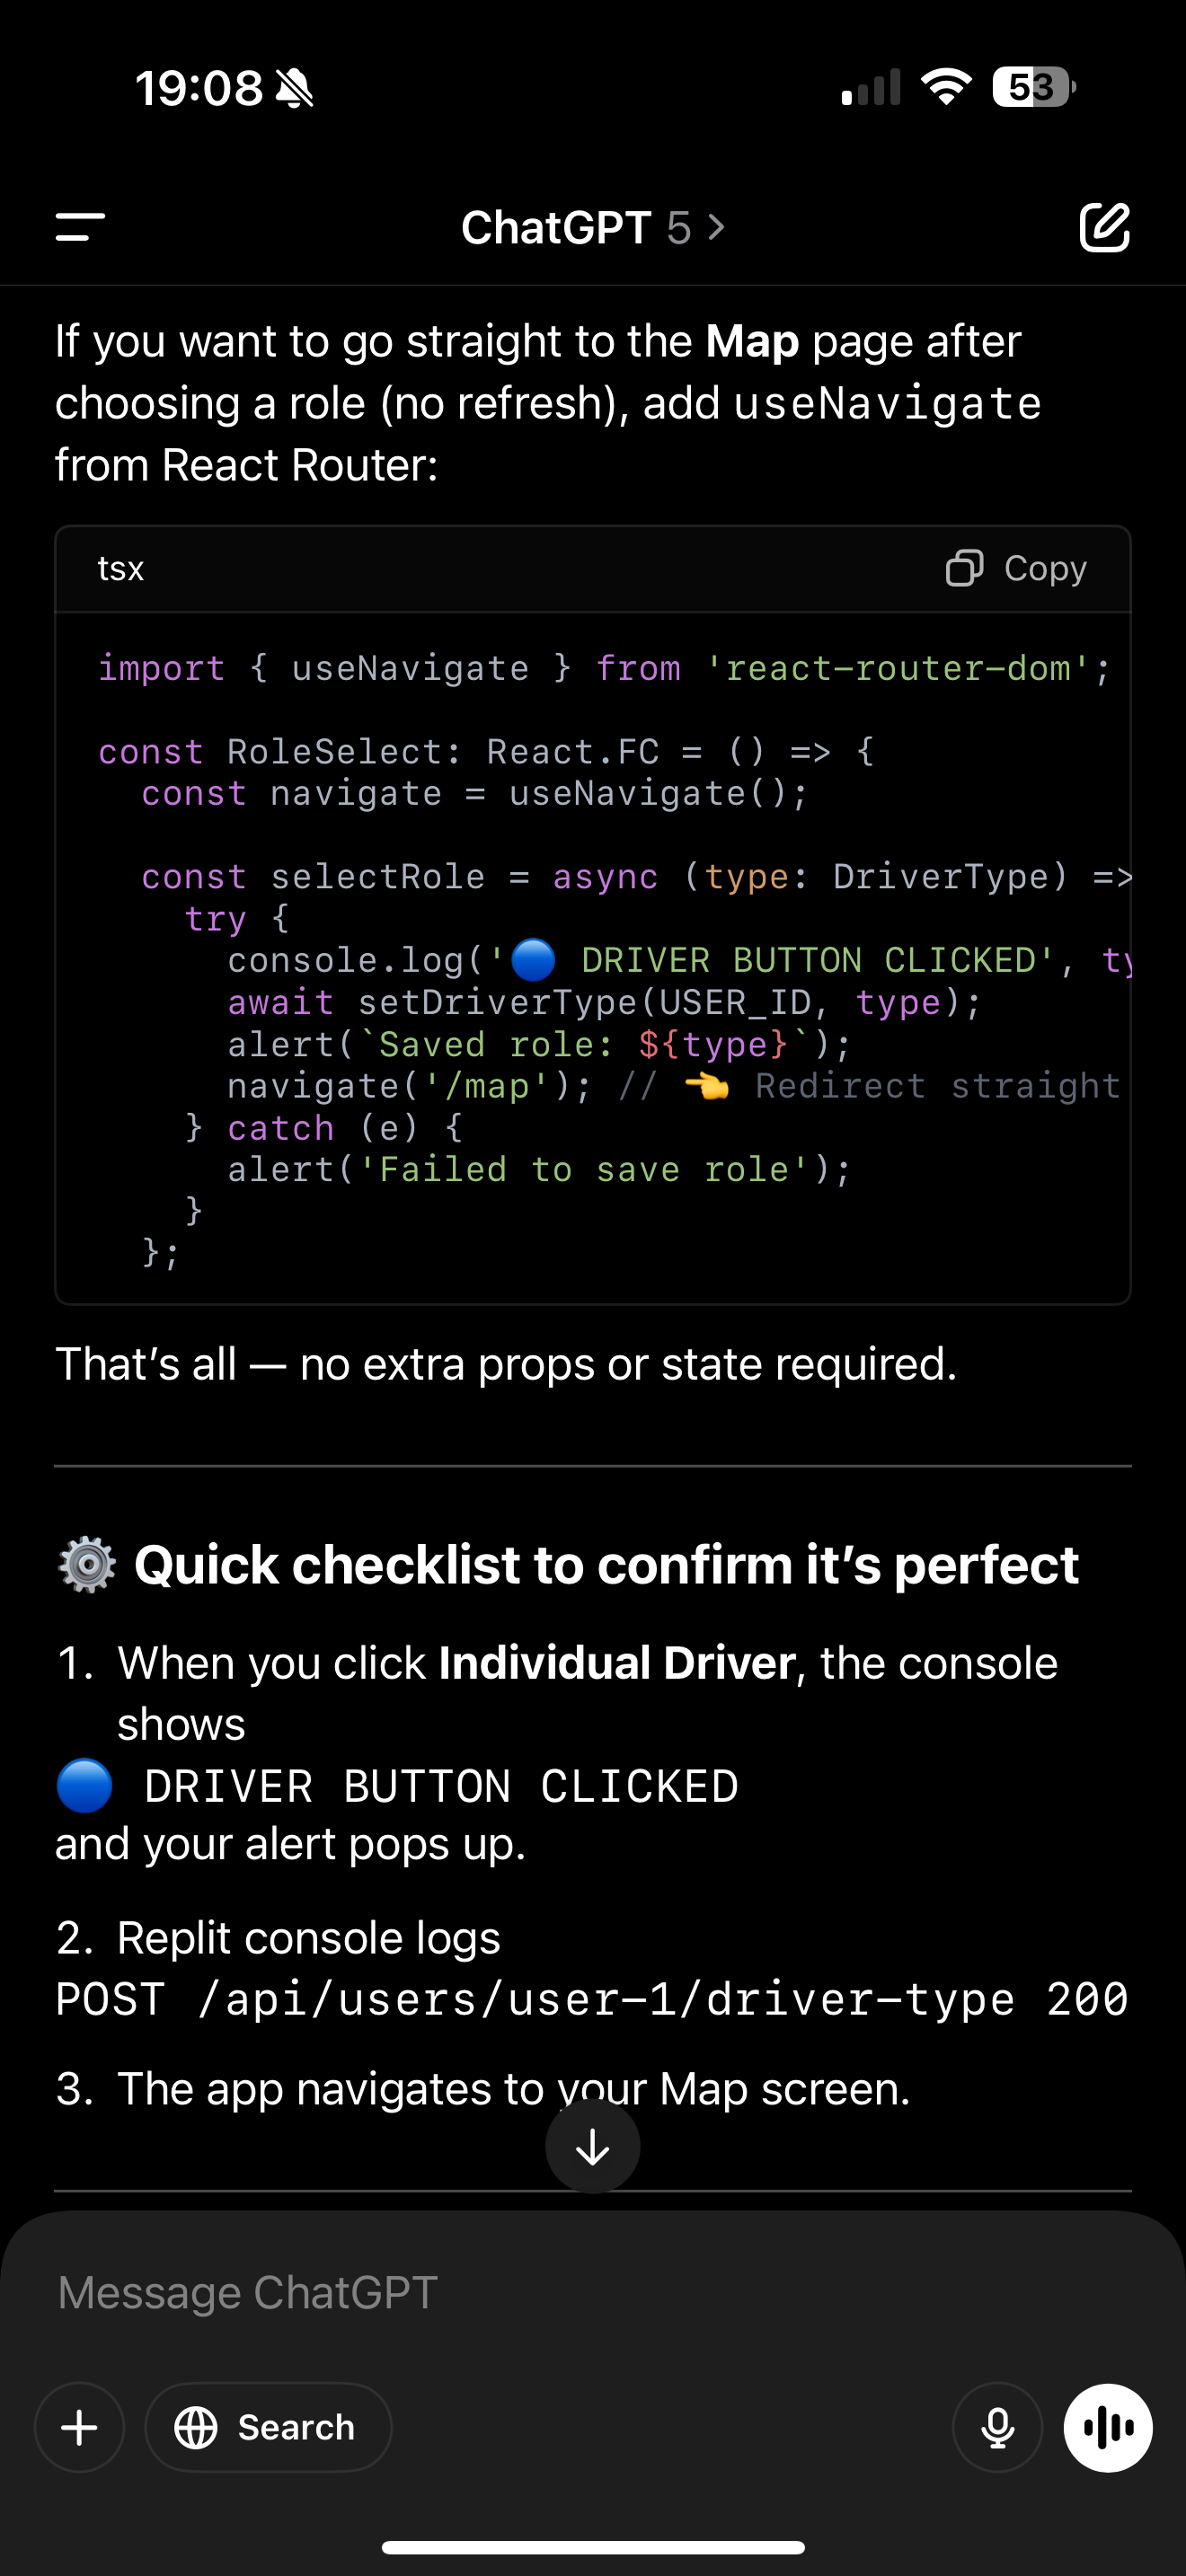 19:08
53
ChatGPT 5 >
If you want to go straight to the Map page after
choosing a role (no refresh), add useNavigate
from React Router:
tsx
Copy
import { useNavigate } from 'react-router-dom';
const RoleSelect: React.FC = () => {
const navigate = useNavigate();
const selectRole = async (type: DriverType) =>
try {
console.log('🔵 DRIVER BUTTON CLICKED', ty
await setDriverType(USER_ID, type);
alert(`Saved role: ${type}`);
navigate('/map'); // 👈 Redirect straight
} catch (e) {
alert('Failed to save role');
}
};
That's all — no extra props or state required.
⚙️ Quick checklist to confirm it's perfect
1. When you click Individual Driver, the console
shows
🔵 DRIVER BUTTON CLICKED
and your alert pops up.
2. Replit console logs
POST /api/users/user-1/driver-type 200
3. The app navigates to your Map screen.
Message ChatGPT
Search